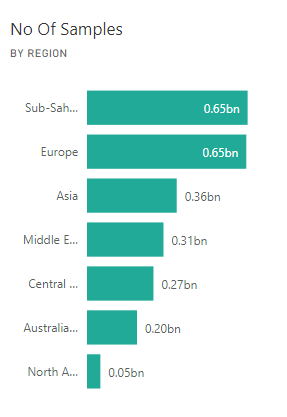 No Of Samples
BY REGION
Sub-Sah... 0.65bn
Europe 0.65bn
Asia 0.36bn
Middle E... 0.31bn
Central ... 0.27bn
Australia... 0.20bn
North A... 0.05bn